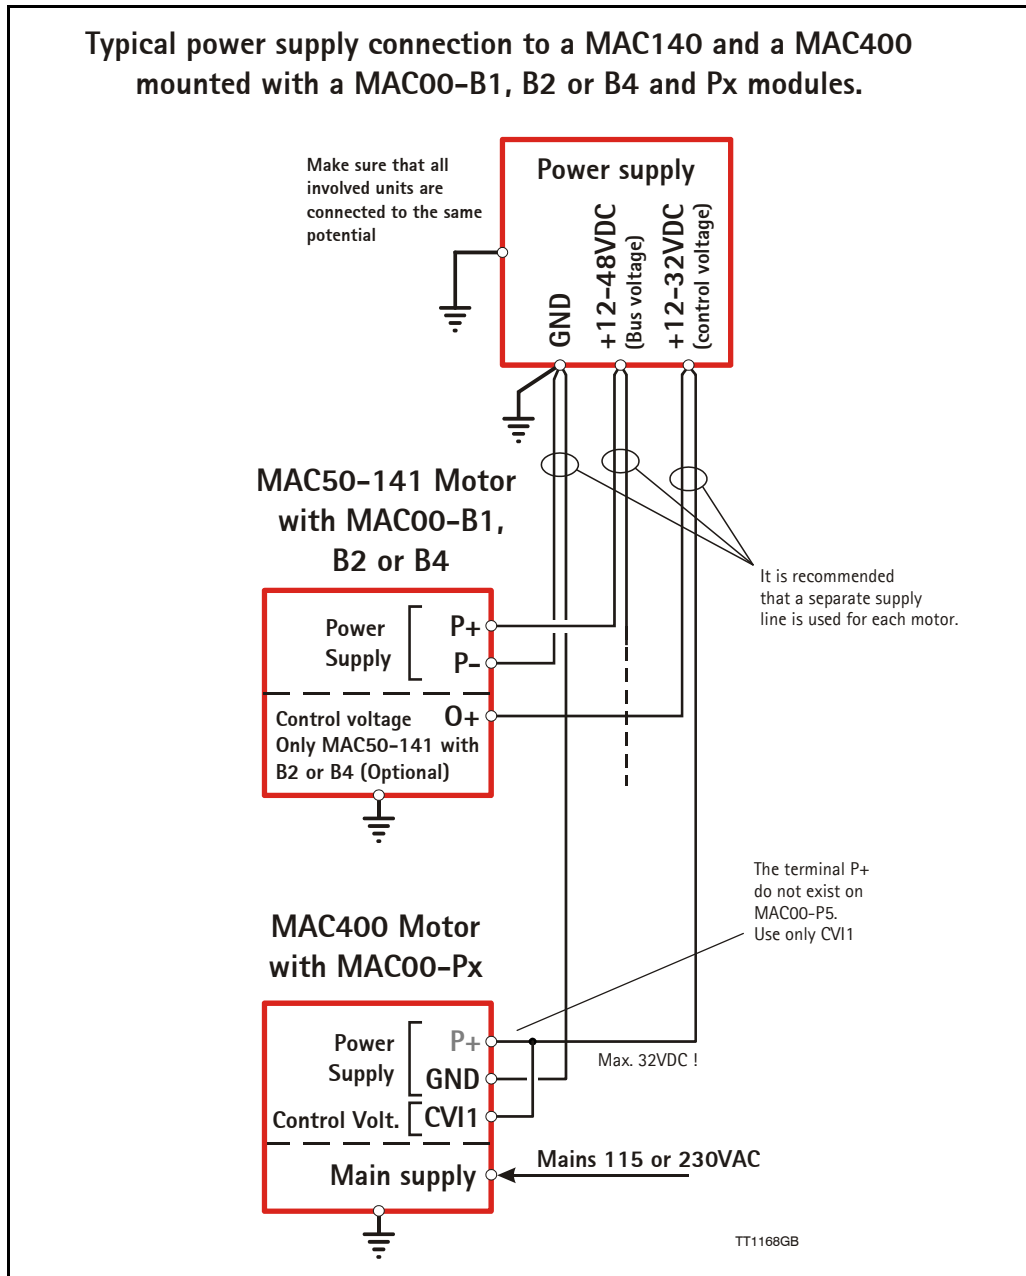 Typical power supply connection to a MAC140 and a MAC400
mounted with a MAC00-B1, B2 or B4 and Px modules.
Make sure that all
involved units are
connected to the same
potential
Power supply
GND
+12-48VDC
(Bus voltage)
+12-32VDC
(control voltage)
MAC50-141 Motor
with MAC00-B1,
B2 or B4
It is recommended
that a separate supply
line is used for each motor.
Power
Supply
P+
P-
Control voltage O+
Only MAC50-141 with
B2 or B4 (Optional)
The terminal P+
do not exist on
MAC00-P5.
Use only CVI1
MAC400 Motor
with MAC00-Px
Power
Supply
P+
GND
Max. 32VDC !
Control Volt. CVI1
Main supply
Mains 115 or 230VAC
TT1168GB